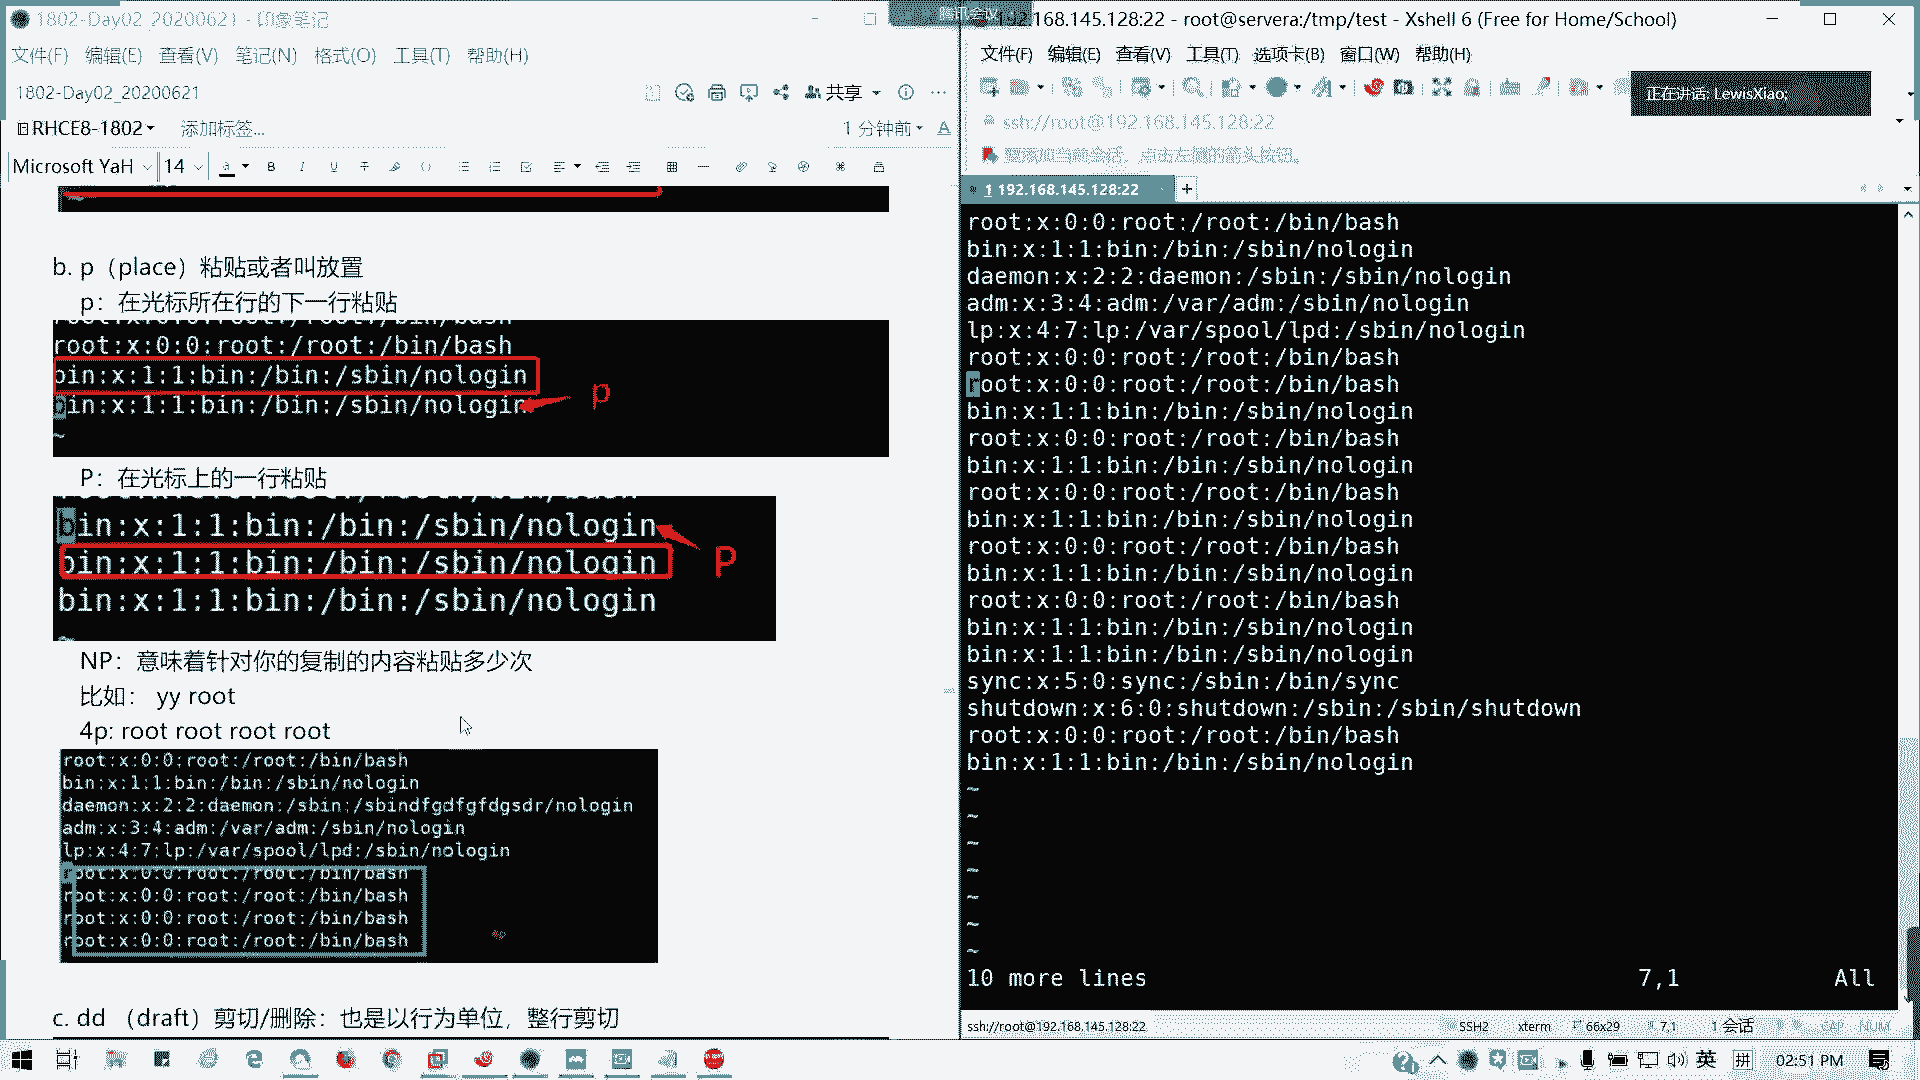 1802-Day02_20200621 - 印象笔记
文件(F) 编辑(E) 查看(V) 笔记(N) 格式(O) 工具(T) 帮助(H)
1802-Day02_20200621
共享
RHCE8-1802
添加标签...
1 分钟前
Microsoft YaH 14
b. p（place）粘贴或者叫放置
p：在光标所在行的下一行粘贴
root:x:0:0:root:/root:/bin/bash
root:x:0:0:root:/root:/bin/bash
bin:x:1:1:bin:/bin:/sbin/nologin
bin:x:1:1:bin:/bin:/sbin/nologin
p
~
P：在光标上的一行粘贴
bin:x:1:1:bin:/bin:/sbin/nologin
bin:x:1:1:bin:/bin:/sbin/nologin
P
bin:x:1:1:bin:/bin:/sbin/nologin
~
NP：意味着针对你的复制的内容粘贴多少次
比如： yy root
4p: root root root root
root:x:0:0:root:/root:/bin/bash
bin:x:1:1:bin:/bin:/sbin/nologin
daemon:x:2:2:daemon:/sbin:/sbindfgdfgfdgsdr/nologin
adm:x:3:4:adm:/var/adm:/sbin/nologin
lp:x:4:7:lp:/var/spool/lpd:/sbin/nologin
root:x:0:0:root:/root:/bin/bash
root:x:0:0:root:/root:/bin/bash
root:x:0:0:root:/root:/bin/bash
root:x:0:0:root:/root:/bin/bash
c. dd （draft）剪切/删除：也是以行为单位，整行剪切
腾讯会议
192.168.145.128:22 - root@servera:/tmp/test - Xshell 6 (Free for Home/School)
文件(F) 编辑(E) 查看(V) 工具(T) 选项卡(B) 窗口(W) 帮助(H)
正在讲话: LewisXiao;
ssh://root@192.168.145.128:22
要添加当前会话，点击左侧的箭头按钮。
1 192.168.145.128:22
root:x:0:0:root:/root:/bin/bash
bin:x:1:1:bin:/bin:/sbin/nologin
daemon:x:2:2:daemon:/sbin:/sbin/nologin
adm:x:3:4:adm:/var/adm:/sbin/nologin
lp:x:4:7:lp:/var/spool/lpd:/sbin/nologin
root:x:0:0:root:/root:/bin/bash
root:x:0:0:root:/root:/bin/bash
bin:x:1:1:bin:/bin:/sbin/nologin
root:x:0:0:root:/root:/bin/bash
bin:x:1:1:bin:/bin:/sbin/nologin
root:x:0:0:root:/root:/bin/bash
bin:x:1:1:bin:/bin:/sbin/nologin
root:x:0:0:root:/root:/bin/bash
bin:x:1:1:bin:/bin:/sbin/nologin
root:x:0:0:root:/root:/bin/bash
bin:x:1:1:bin:/bin:/sbin/nologin
bin:x:1:1:bin:/bin:/sbin/nologin
sync:x:5:0:sync:/sbin:/bin/sync
shutdown:x:6:0:shutdown:/sbin:/sbin/shutdown
root:x:0:0:root:/root:/bin/bash
bin:x:1:1:bin:/bin:/sbin/nologin
~
~
~
~
~
~
~
10 more lines 7,1 All
ssh://root@192.168.145.128:22 SSH2 xterm 66x29 7,1 1 会话 CAP NUM
英 拼 02:51 PM